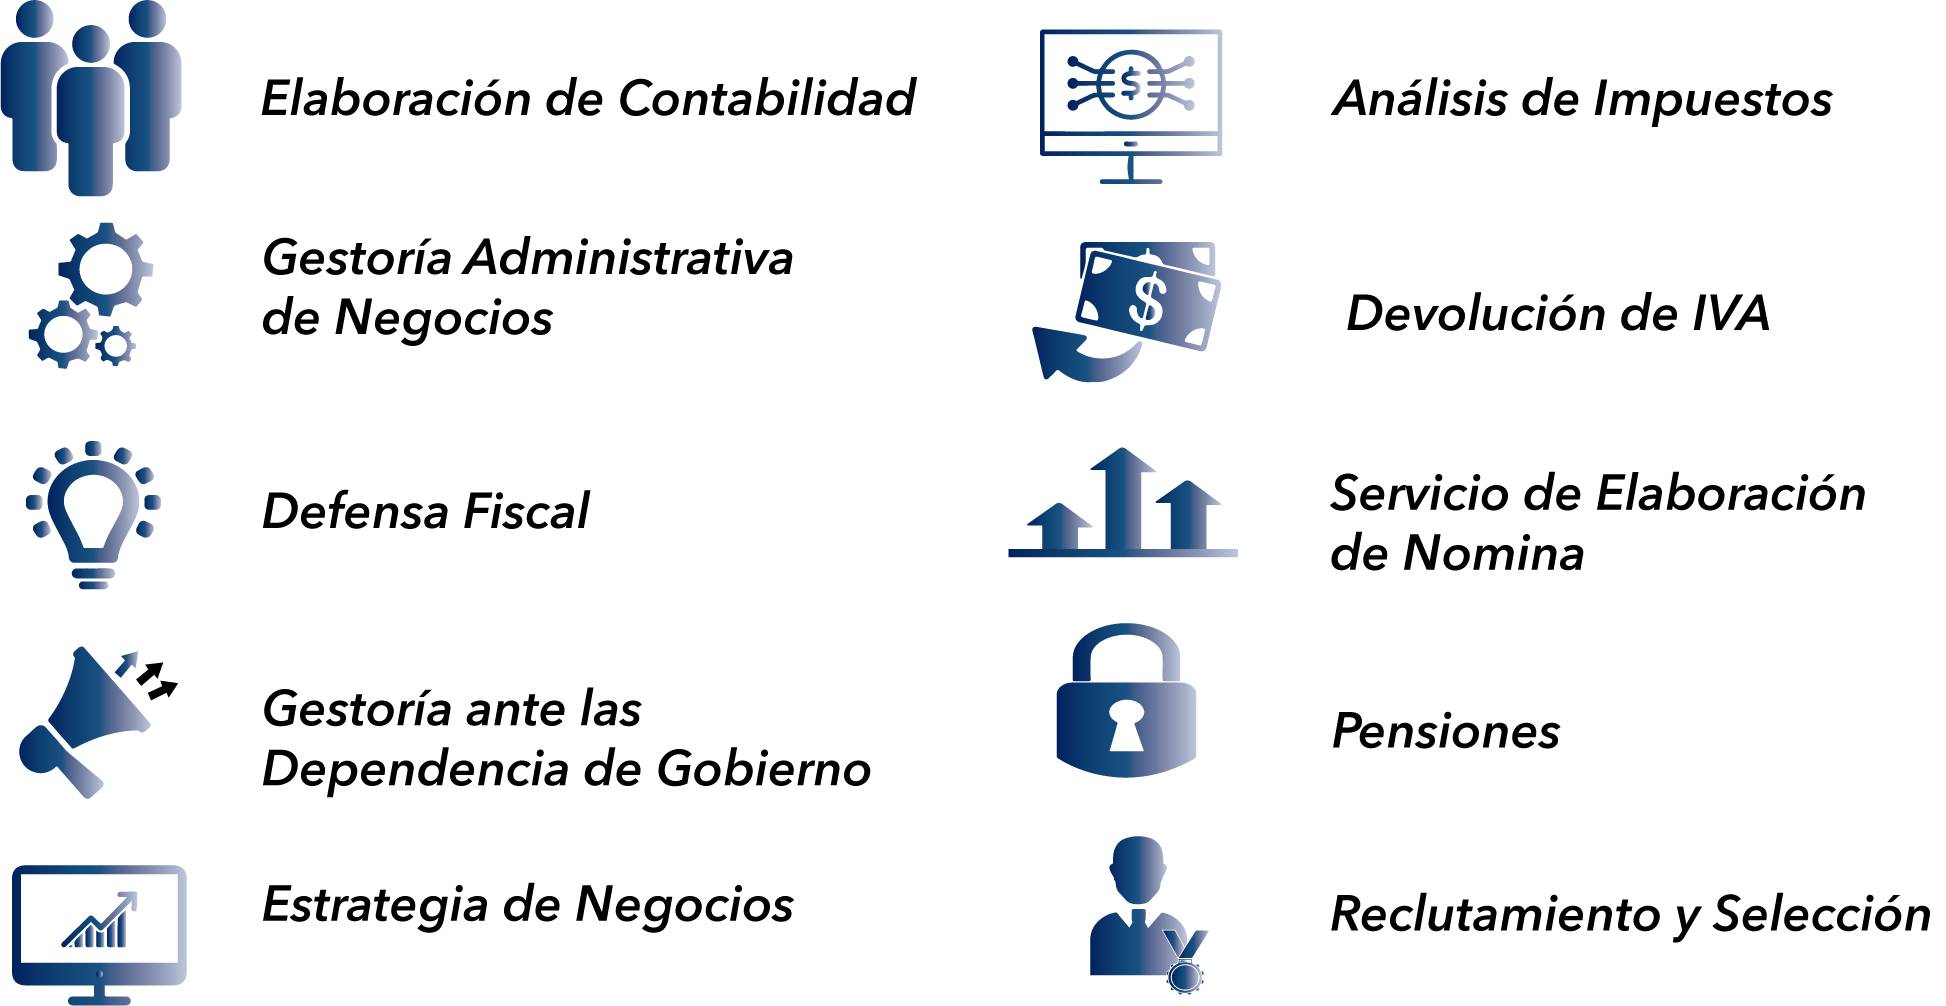 Elaboración de Contabilidad
Gestoría Administrativa
de Negocios
Defensa Fiscal
Gestoría ante las
Dependencia de Gobierno
Estrategia de Negocios
$
Análisis de Impuestos
$
Devolución de IVA
Servicio de Elaboración
de Nomina
Pensiones
Reclutamiento y Selección